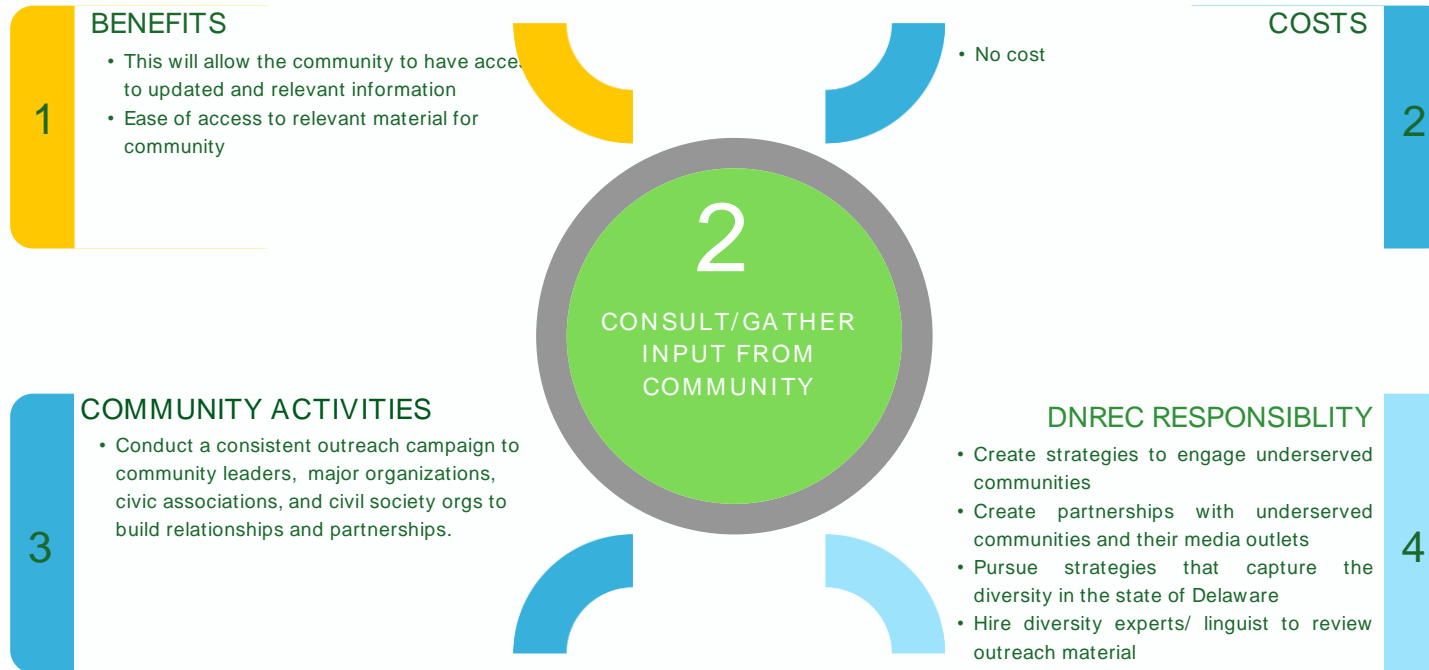 BENEFITS
1
• This will allow the community to have acces
to updated and relevant information
• Ease of access to relevant material for
community
COSTS
• No cost
2
2
CONSULT/GATHER
INPUT FROM
COMMUNITY
COMMUNITY ACTIVITIES
3
• Conduct a consistent outreach campaign to
community leaders, major organizations,
civic associations, and civil society orgs to
build relationships and partnerships.
DNREC RESPONSIBLITY
• Create strategies to engage underserved
communities
• Create partnerships with underserved
communities and their media outlets
• Pursue strategies that capture the
diversity in the state of Delaware
• Hire diversity experts/ linguist to review
outreach material
4